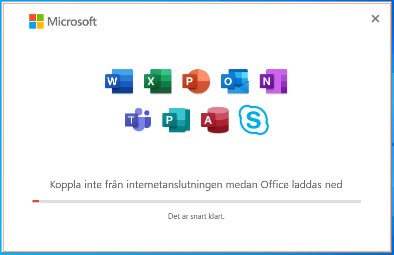 Microsoft
W X P O N
T P A S
Koppla inte från internetanslutningen medan Office laddas ned
Det är snart klart.